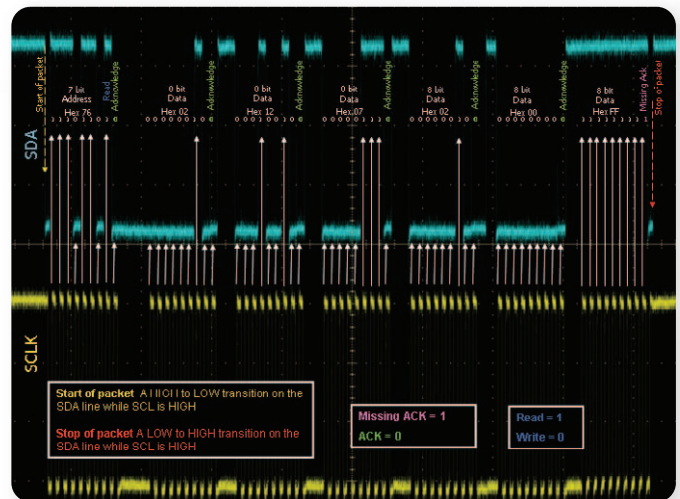 Start of packet
7 bit
Address
Hex 76
Read
Acknowledge
0 bit
Data
Hex 02
Acknowledge
0 bit
Data
Hex 12
Acknowledge
0 bit
Data
Hex 07
Acknowledge
8 bit
Data
Hex 02
Acknowledge
8 bit
Data
Hex 00
Acknowledge
8 bit
Data
Hex FF
Missing Ack
Stop of packet
SDA
SCLK
Start of packet A HIGH to LOW transition on the
SDA line while SCL is HIGH
Stop of packet A LOW to HIGH transition on the
SDA line while SCL is HIGH
Missing ACK = 1
ACK = 0
Read = 1
Write = 0